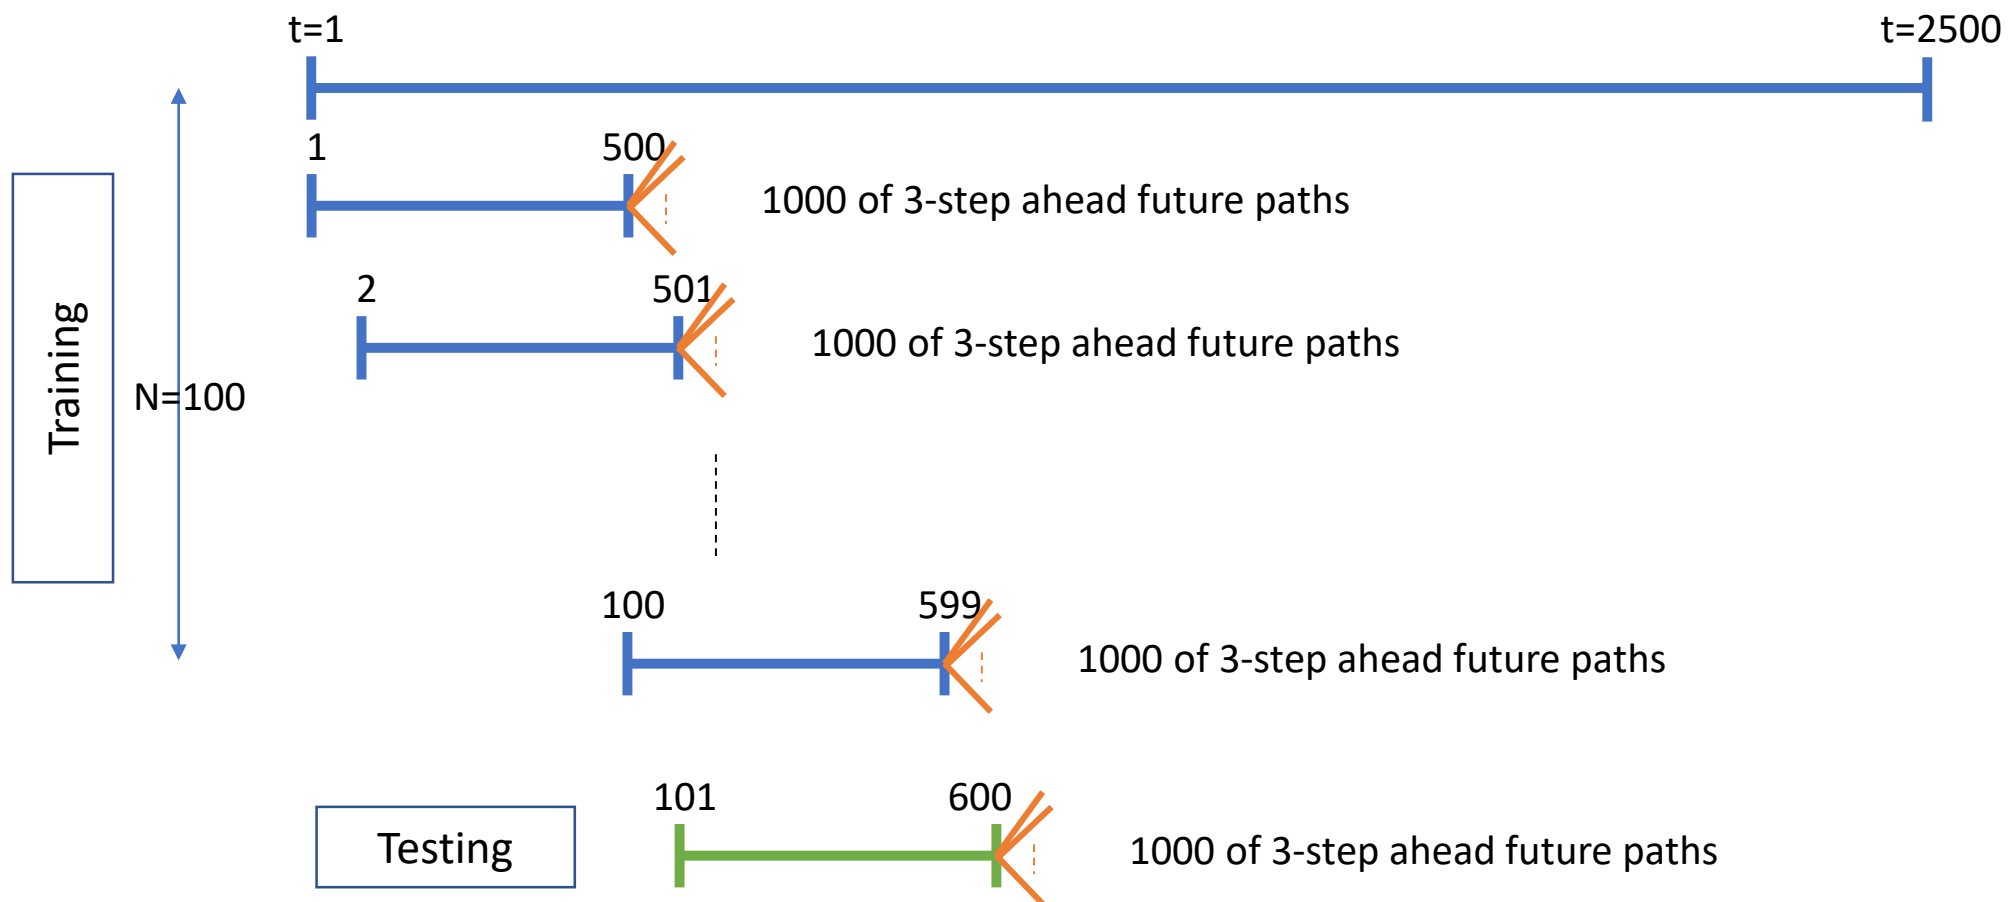 t=1
t=2500
1
500
1000 of 3-step ahead future paths
2
501
1000 of 3-step ahead future paths
Training
N=100
100
599
1000 of 3-step ahead future paths
101
600
Testing
1000 of 3-step ahead future paths